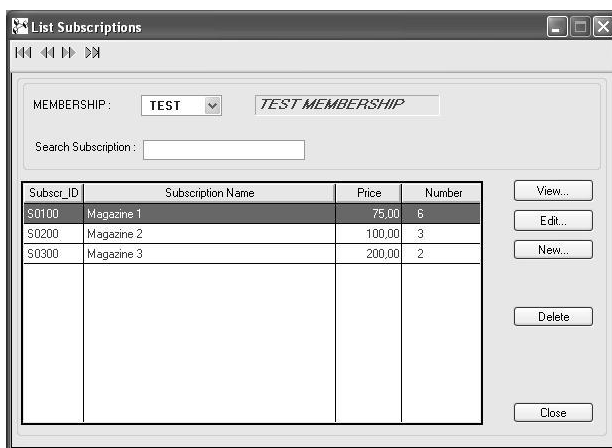 List Subscriptions
MEMBERSHIP : TEST TEST MEMBERSHIP
Search Subscription :
Subscr_ID Subscription Name Price Number
S0100 Magazine 1 75,00 6
S0200 Magazine 2 100,00 3
S0300 Magazine 3 200,00 2
View...
Edit...
New...
Delete
Close